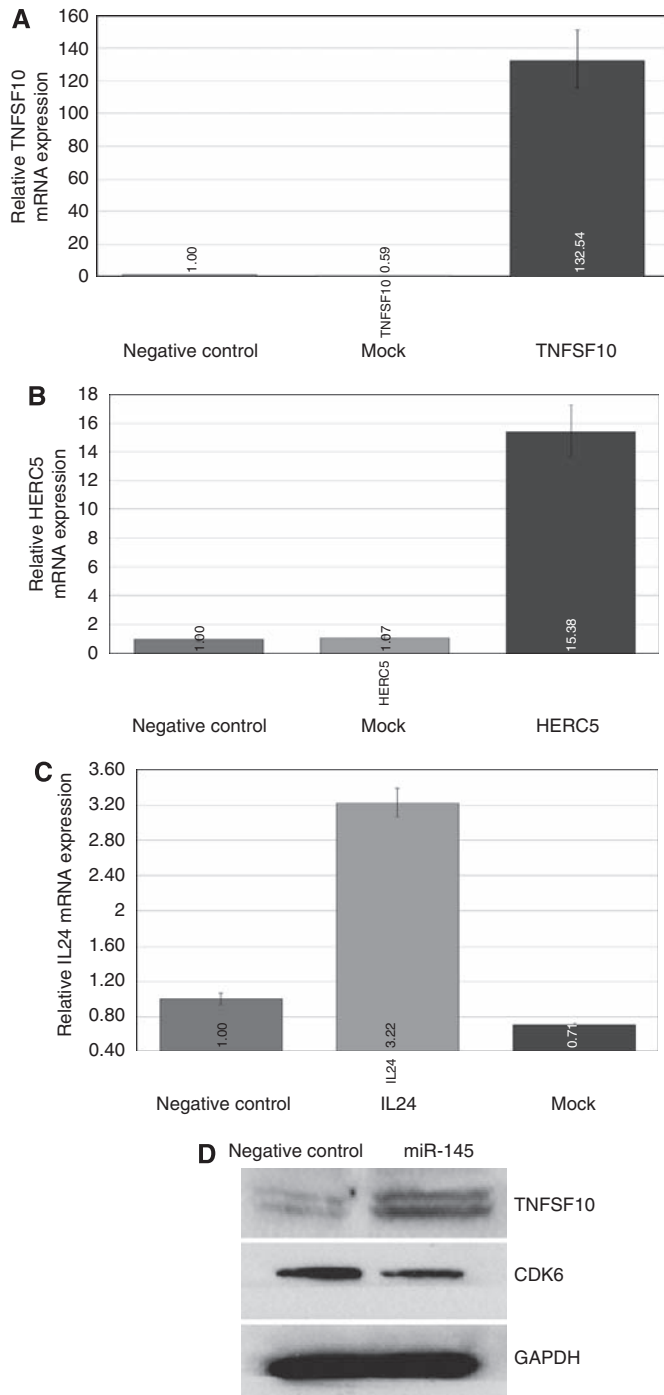 A
160
140
120
100
80
60
40
20
0
Relative TNFSF10
mRNA expression
1.00
0.59
132.54
TNFSF10
Negative control
Mock
TNFSF10
B
18
16
14
12
10
8
6
4
2
0
Relative HERC5
mRNA expression
1.00
1.07
15.38
HERC5
Negative control
Mock
HERC5
C
3.60
3.20
2.80
2.40
2
1.60
1.20
0.80
0.40
Relative IL24 mRNA expression
1.00
3.22
0.71
IL24
Negative control
IL24
Mock
D
Negative control
miR-145
TNFSF10
CDK6
GAPDH